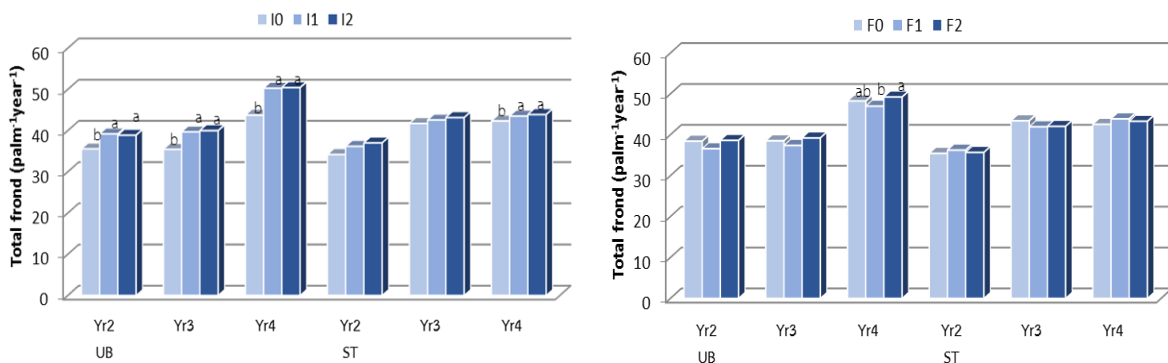 I0 I1 I2
Total frond (palm⁻¹year⁻¹)
60
50
40
30
20
10
0
b a a
b a a
b a a
b a a
Yr2 Yr3 Yr4 Yr2 Yr3 Yr4
UB ST
F0 F1 F2
Total frond (palm⁻¹year⁻¹)
60
50
40
30
20
10
0
ab b a
Yr2 Yr3 Yr4 Yr2 Yr3 Yr4
UB ST